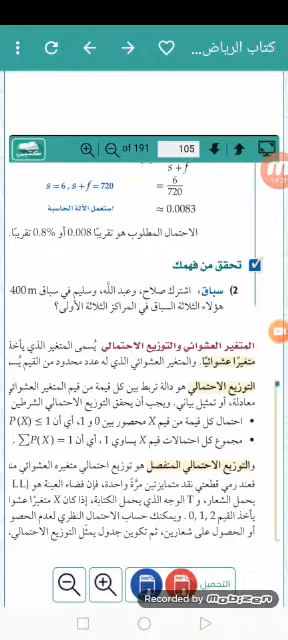 كتاب الرياض...
of 191
105
s + f
= 6
720
s = 6 , s + f = 720
≈ 0.0083
استعمل الآلة الحاسبة
الاحتمال المطلوب هو تقريبًا 0.008 أو 0.8% تقريبًا.
تحقق من فهمك
2) سباق: اشترك صلاح، وعبد اللّه، وسليم في سباق 400m
هؤلاء الثلاثة السباق في المراكز الثلاثة الأولى؟
المتغير العشوائي والتوزيع الاحتمالي يُسمى المتغير الذي يأخذ
متغيرًا عشوائيًا. والمتغير العشوائي الذي له عدد محدود من القيم
التوزيع الاحتمالي هو دالة تربط بين كل قيمة من قيم المتغير
معادلة، أو تمثيل بياني. ويجب أن يحقق التوزيع الاحتمالي الشرطين
• احتمال كل قيمة من قيم X محصور بين 0 و 1، أي أن P(X) ≤ 1
• مجموع كل احتمالات قيم X يساوي 1، أي أن ∑P(X) = 1 .
والتوزيع الاحتمالي المنفصل هو توزيع احتمالي متغيره العشوائي
فعند رمي قطعتي نقد متمايزتين مرَّة واحدة، فإن فضاء العينة هو LL
يحمل الشعار، و T الوجه الذي يحمل الكتابة، إذا كان X متغيرًا
يأخذ القيم 0, 1, 2 . ويمكنك حساب الاحتمال النظري لعدم
أو الحصول على شعارين، ثم تكوين جدول يمثّل التوزيع الاحتمالي
التحميل
Recorded by mobizen